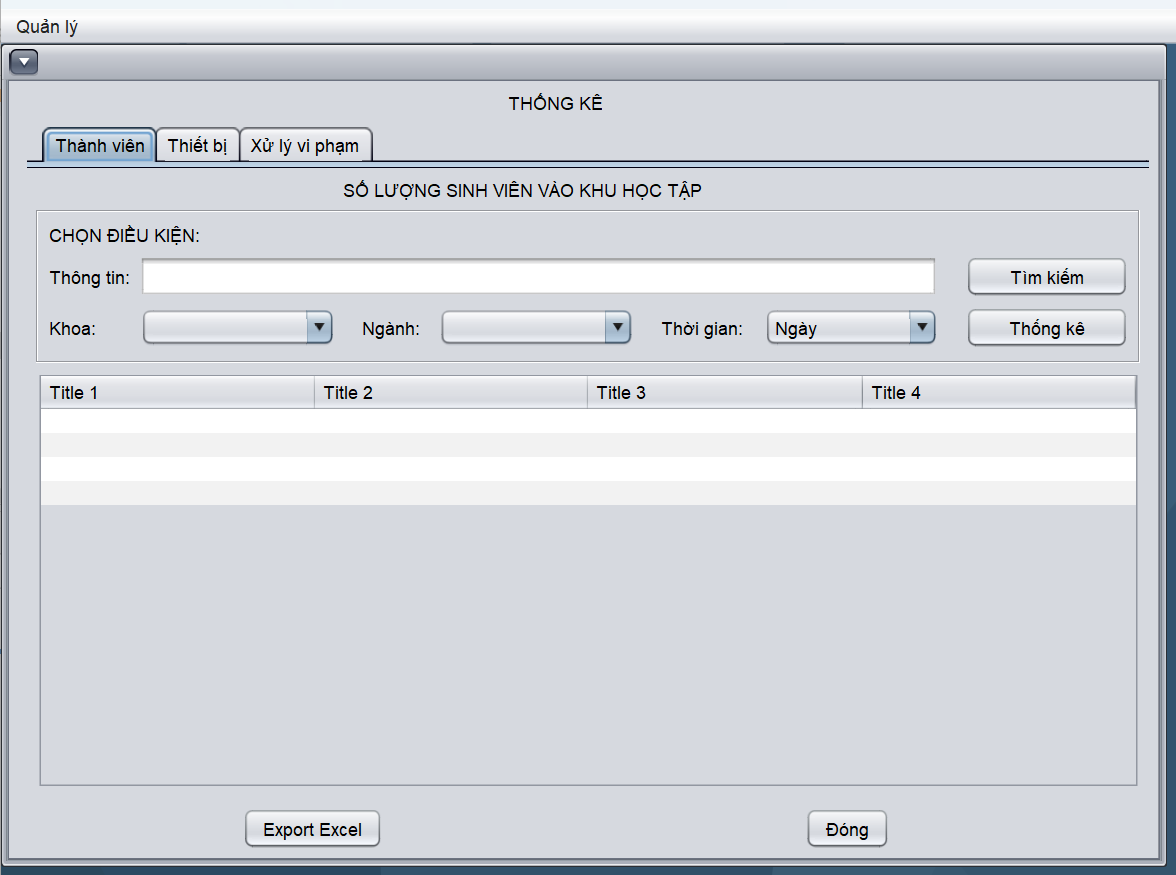 Quản lý
THỐNG KÊ
Thành viên Thiết bị Xử lý vi phạm
SỐ LƯỢNG SINH VIÊN VÀO KHU HỌC TẬP
CHỌN ĐIỀU KIỆN:
Thông tin: Tìm kiếm
Khoa: Ngành: Thời gian: Ngày Thống kê
Title 1 Title 2 Title 3 Title 4
Export Excel Đóng